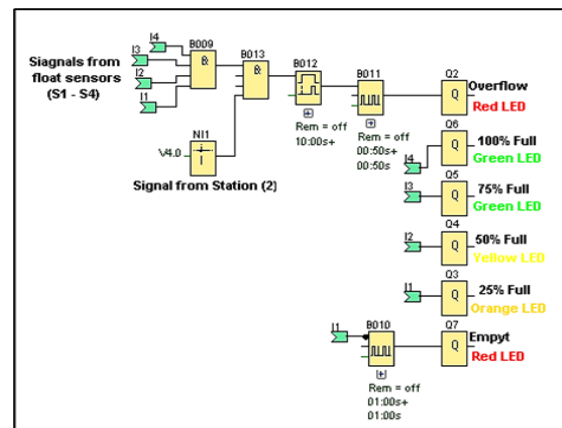 I4
B009
I3
Siagnals from
float sensors
(S1 - S4)
&
I2
I1
B013
&
B012
Rem = off
10:00s+
B011
Rem = off
00:50s+
00:50s
Q2
Q
Overflow
Red LED
NI1
V4.0
Signal from Station (2)
Q6
I4
Q
100% Full
Green LED
Q5
I3
Q
75% Full
Green LED
Q4
I2
Q
50% Full
Yellow LED
Q3
I1
Q
25% Full
Orange LED
I1
B010
Rem = off
01:00s+
01:00s
Q7
Q
Empyt
Red LED